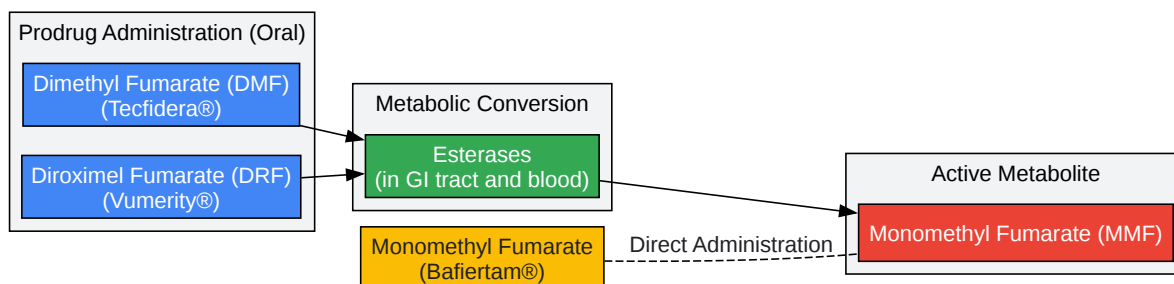 Prodrug Administration (Oral)
Dimethyl Fumarate (DMF)
(Tecfidera®)
Diroximel Fumarate (DRF)
(Vumerity®)
Metabolic Conversion
Esterases
(in GI tract and blood)
Monomethyl Fumarate
(Bafiertam®)
Direct Administration
Active Metabolite
Monomethyl Fumarate (MMF)